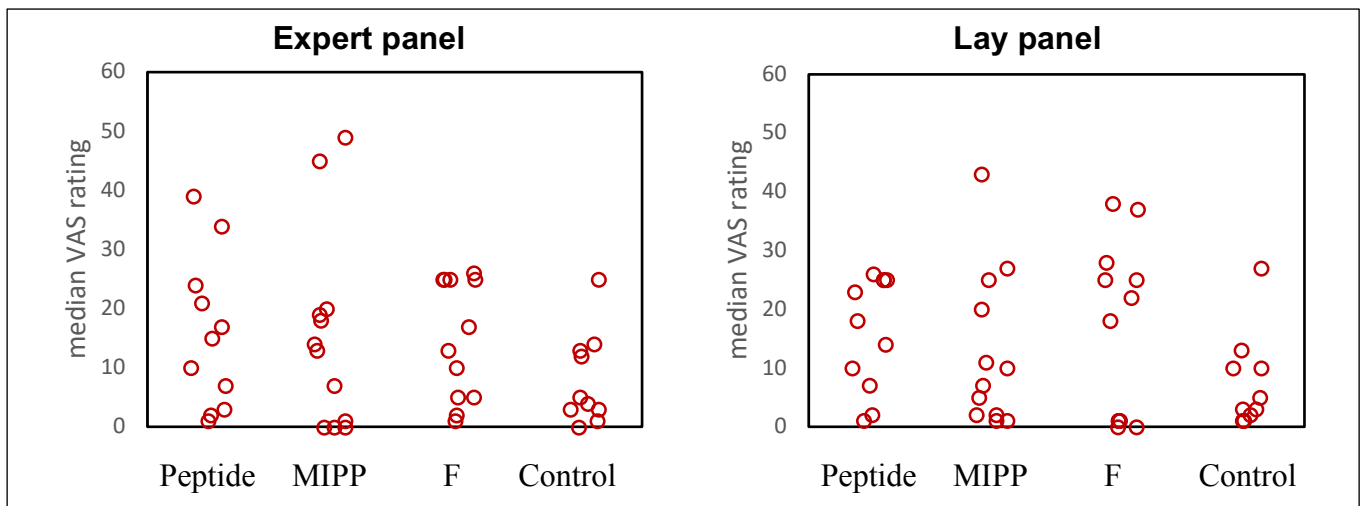 Expert panel
median VAS rating
60
50
40
30
20
10
0
Peptide MIPP F Control
Lay panel
median VAS rating
60
50
40
30
20
10
0
Peptide MIPP F Control